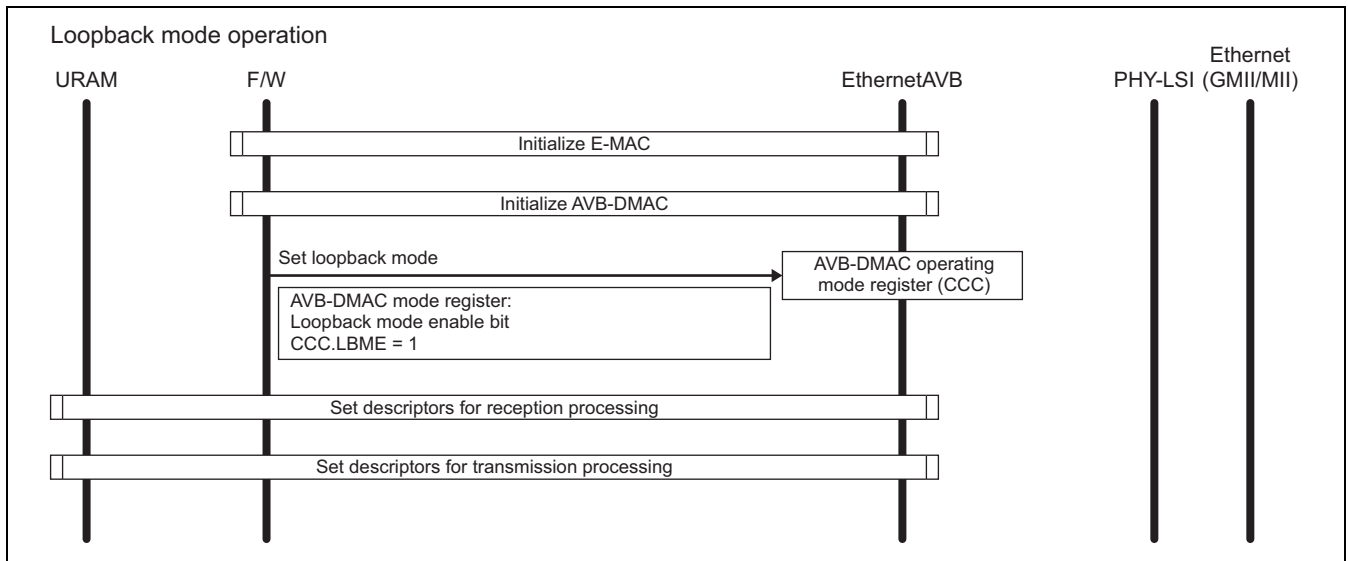 Loopback mode operation
URAM
F/W
EthernetAVB
PHY-LSI
Ethernet
(GMII/MII)
Initialize E-MAC
Initialize AVB-DMAC
Set loopback mode
AVB-DMAC operating
mode register (CCC)
AVB-DMAC mode register:
Loopback mode enable bit
CCC.LBME = 1
Set descriptors for reception processing
Set descriptors for transmission processing